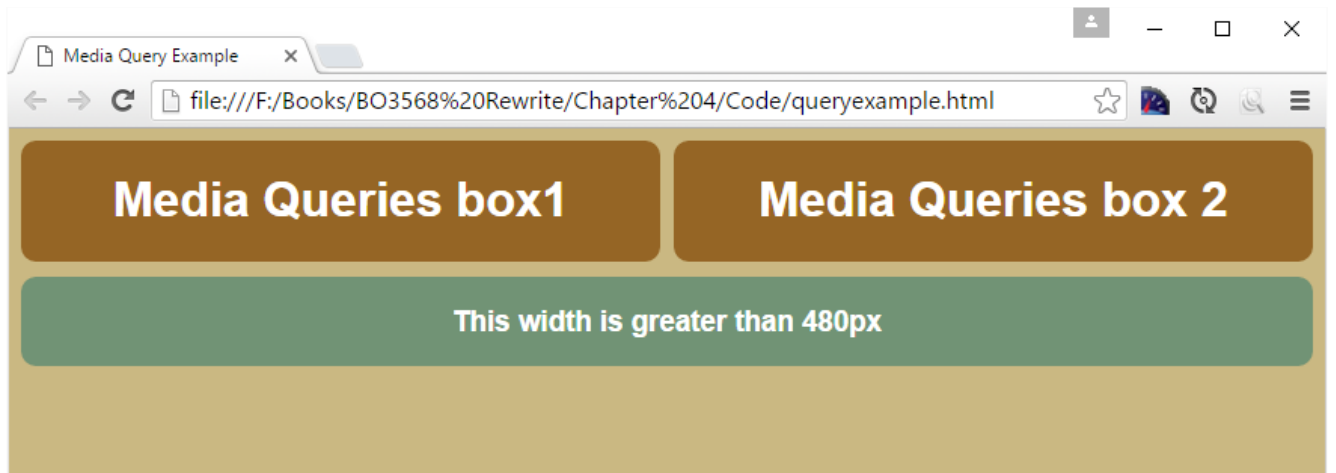 Media Query Example
file:///F:/Books/BO3568%20Rewrite/Chapter%204/Code/queryexample.html
Media Queries box1
Media Queries box 2
This width is greater than 480px